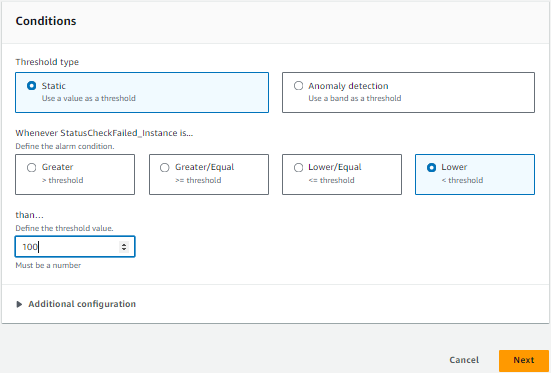 Conditions
Threshold type
Static
Use a value as a threshold
Anomaly detection
Use a band as a threshold
Whenever StatusCheckFailed_Instance is...
Define the alarm condition.
Greater
> threshold
Greater/Equal
>= threshold
Lower/Equal
<= threshold
Lower
< threshold
than...
Define the threshold value.
100
Must be a number
Additional configuration
Cancel
Next